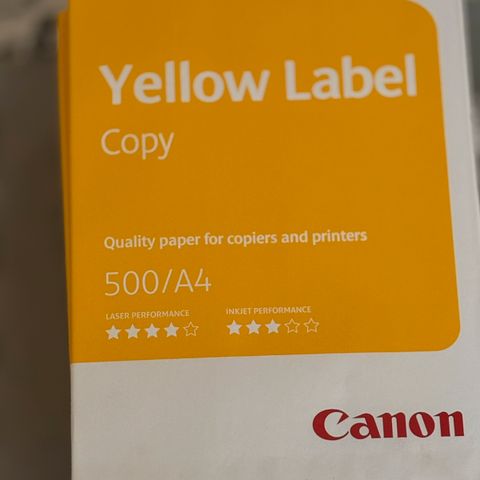 Yellow Label
Copy
Quality paper for copiers and printers
500/A4
LASER PERFORMANCE INKJET PERFORMANCE
Canon